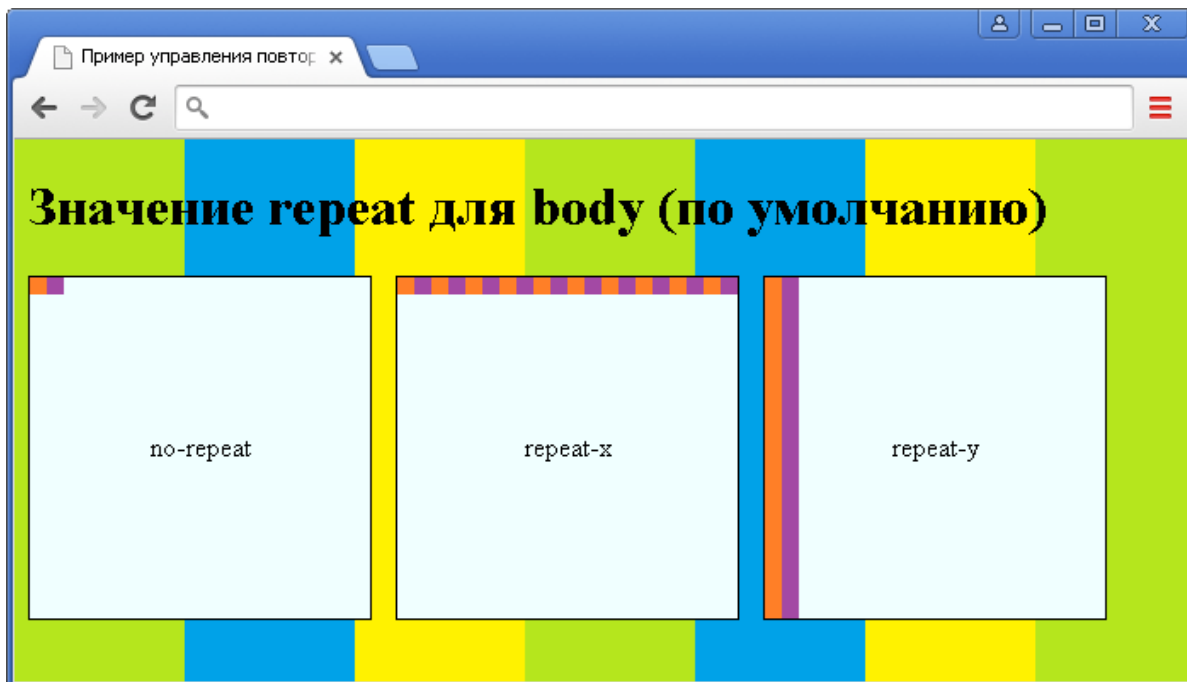 Пример управления повтор
Значение repeat для body (по умолчанию)
no-repeat
repeat-x
repeat-y